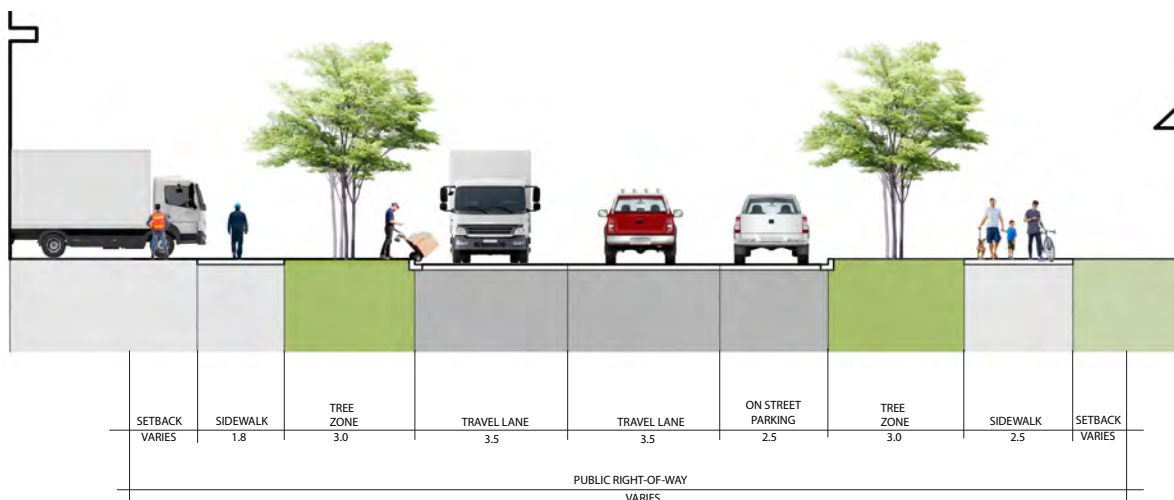 SETBACK
VARIES
SIDEWALK
1.8
TREE
ZONE
3.0
TRAVEL LANE
3.5
TRAVEL LANE
3.5
ON STREET
PARKING
2.5
TREE
ZONE
3.0
SIDEWALK
2.5
SETBACK
VARIES
PUBLIC RIGHT-OF-WAY
VARIES